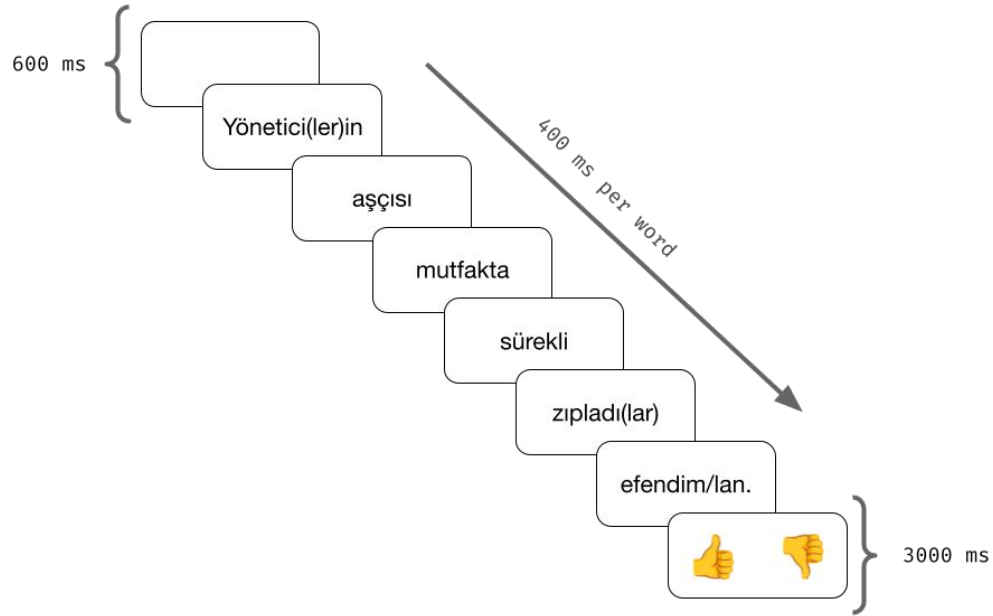 600 ms
Yönetici(ler)in
aşçısı
mutfakta
sürekli
zıpladı(lar)
efendim/lan.
400 ms per word
3000 ms